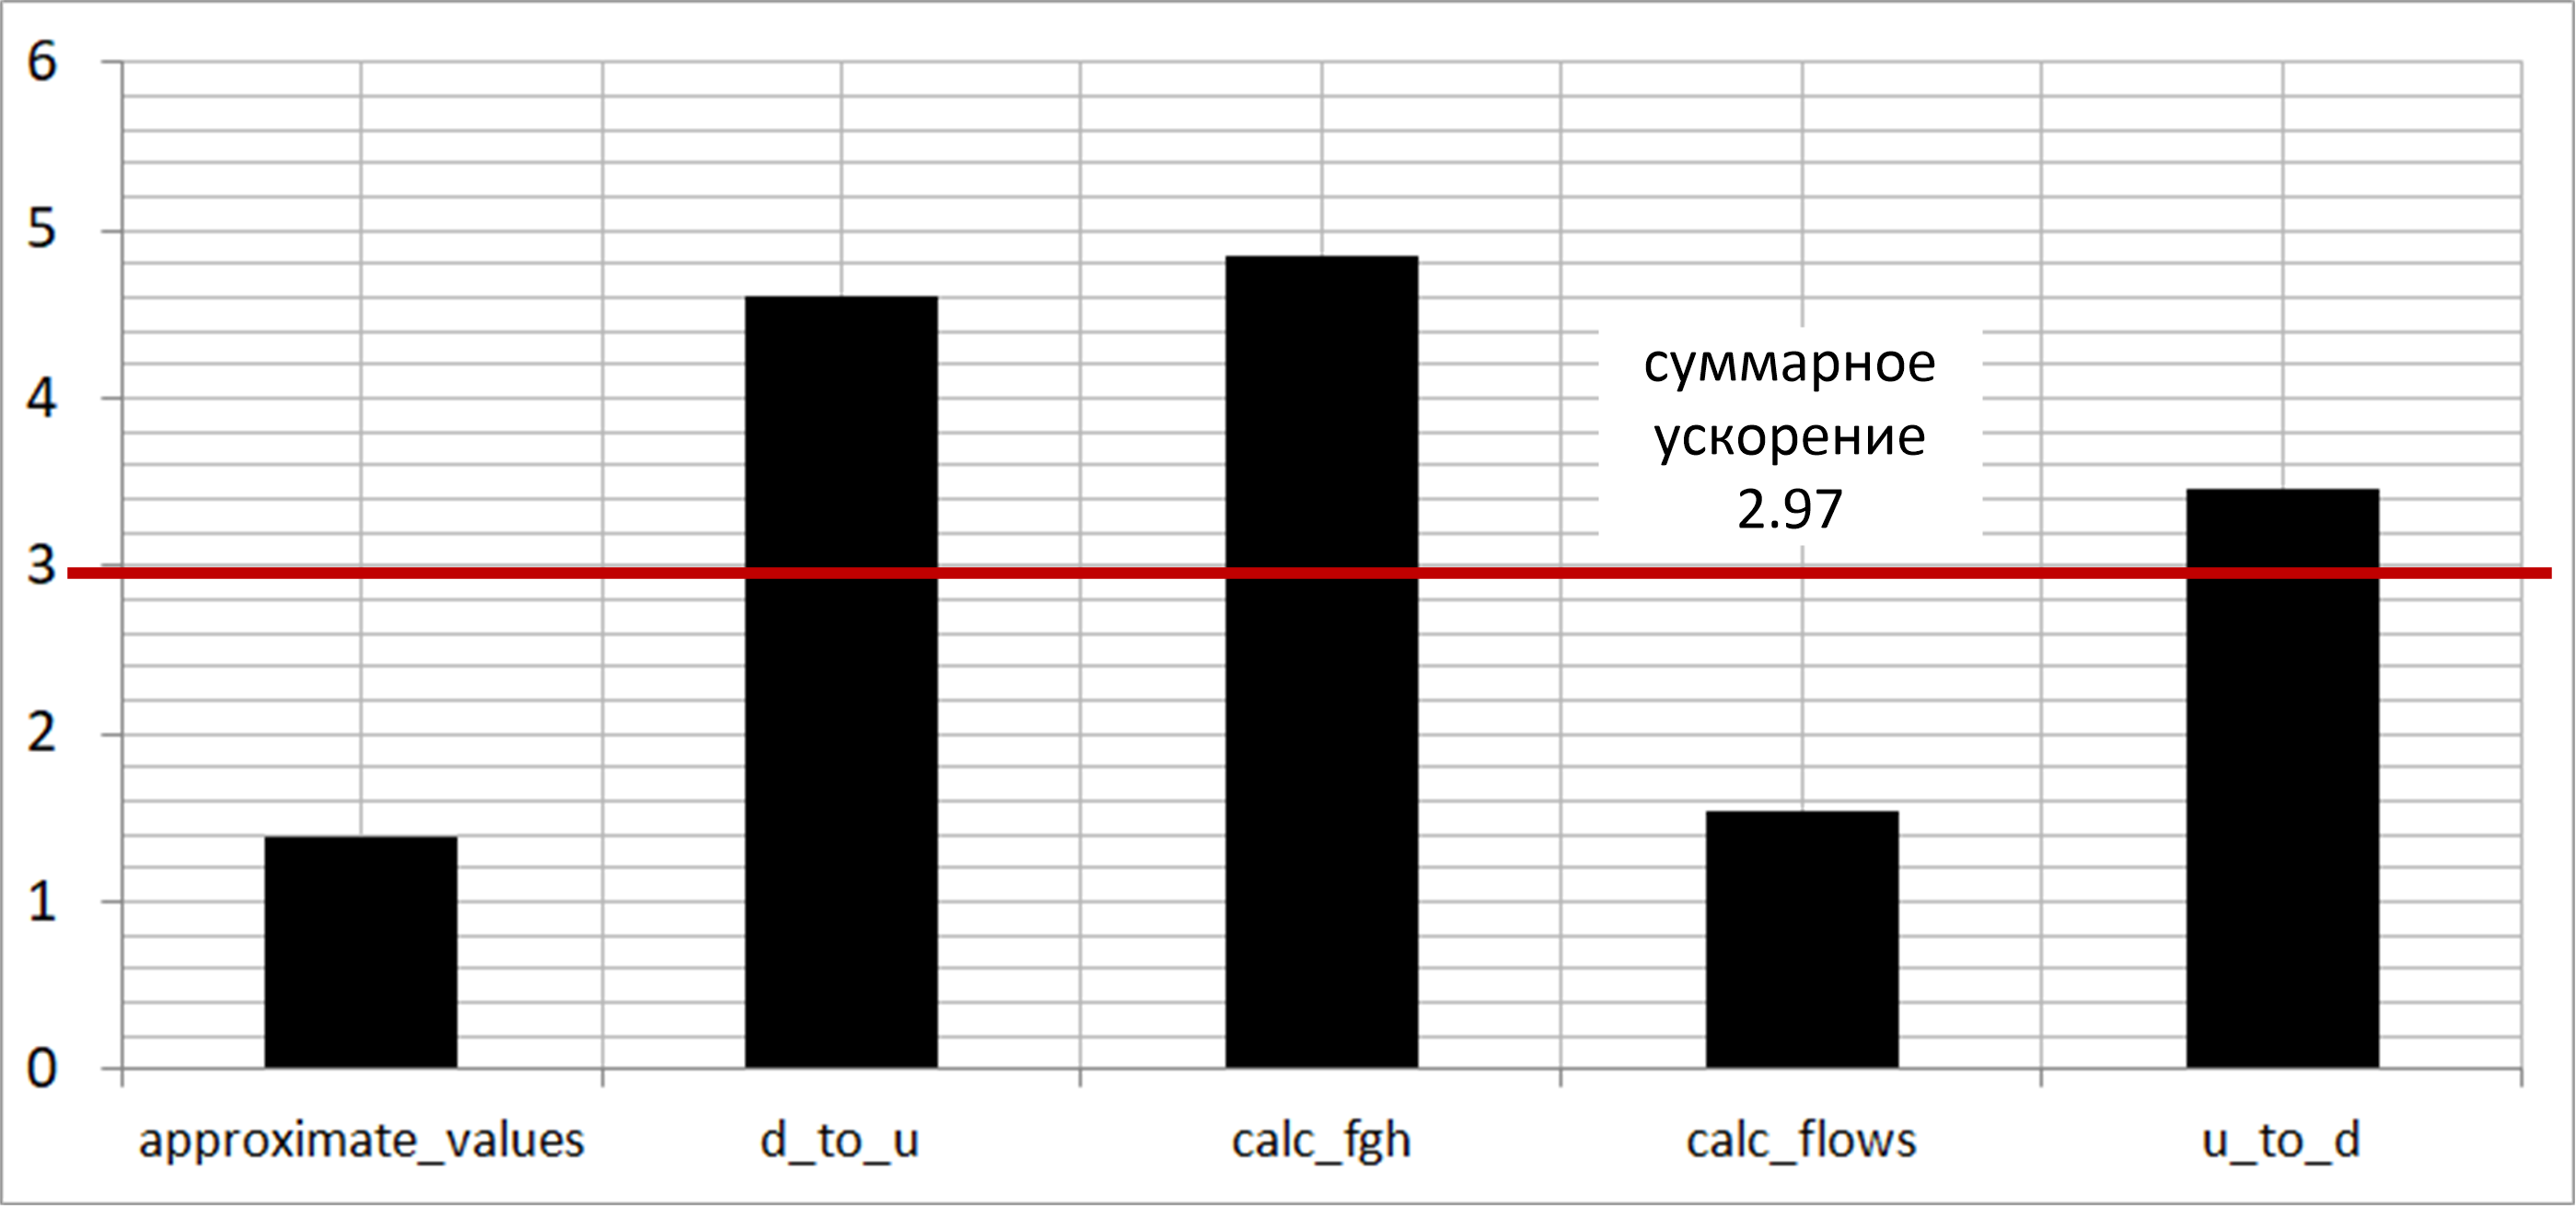 6
5
4
3
2
1
0
суммарное
ускорение
2.97
approximate_values d_to_u calc_fgh calc_flows u_to_d